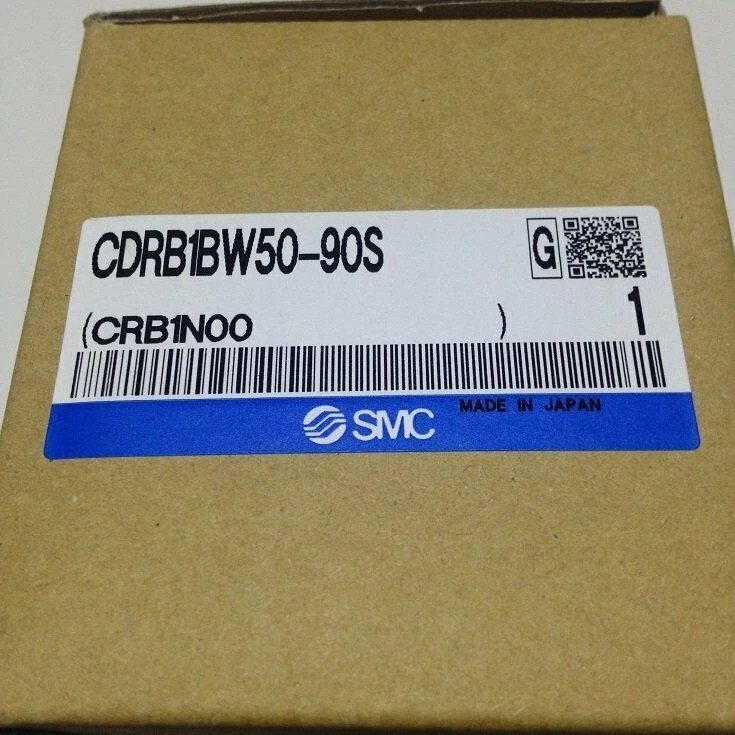 CDRB1BW50-90S G
(CRB1N00 ) 1
MADE IN JAPAN
SMC